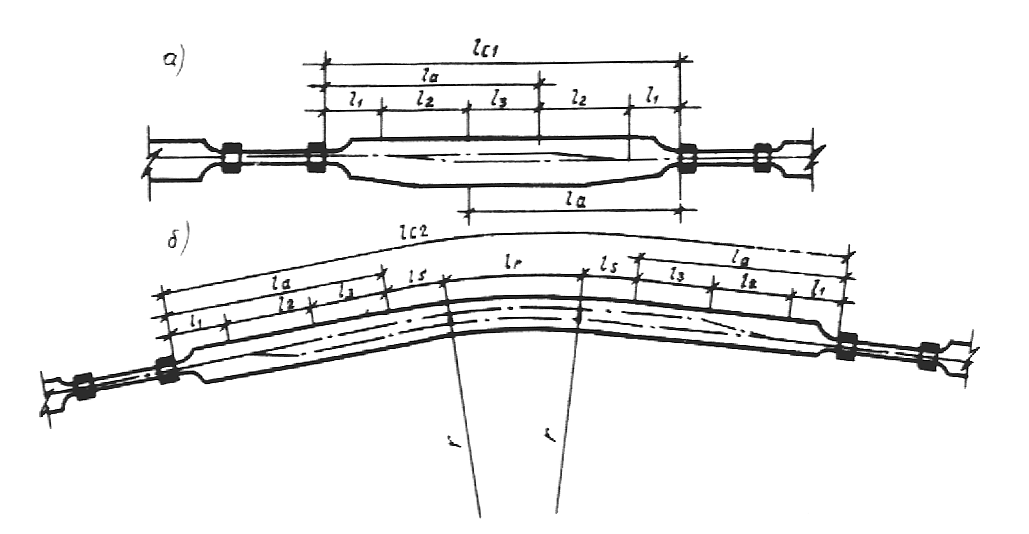 а)
lc1
la
l1 l2 l3 l2 l1
la
б)
lc2
la l5 lr l5 la
l1 l2 l3 l3 l2 l1
r r